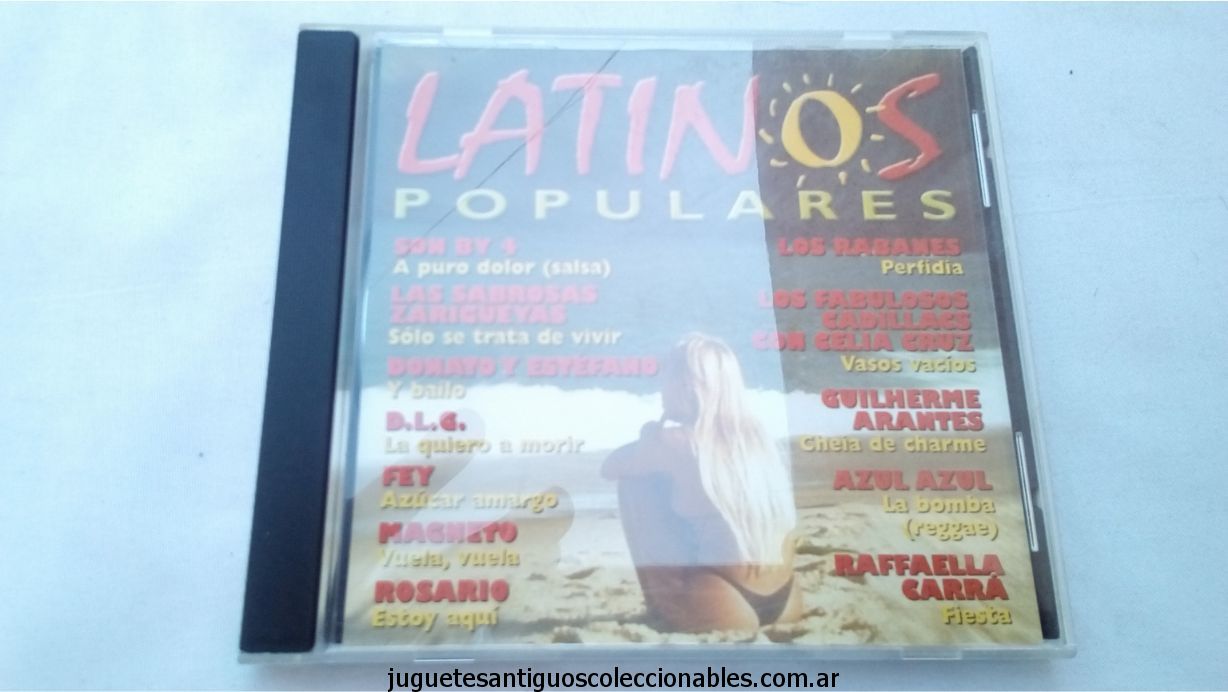 LATINOS
POPULARES
SON BY 4
A puro dolor (salsa)
LAS SABROSAS
ZARIGUEYAS
Sólo se trata de vivir
DONATO Y ESTÉFANO
Y bailo
D.L.G.
La quiero a morir
FEY
Azúcar amargo
MAGNETO
Vuela, vuela
ROSARIO
Estoy aquí
LOS RABANES
Perfidia
LOS FABULOSOS
CADILLACS
CON CELIA CRUZ
Vasos vacíos
GUILHERME
ARANTES
Cheia de charme
AZUL AZUL
La bomba
(reggae)
RAFFAELLA
CARRÁ
Fiesta
juguetesantiguoscoleccionables.com.ar